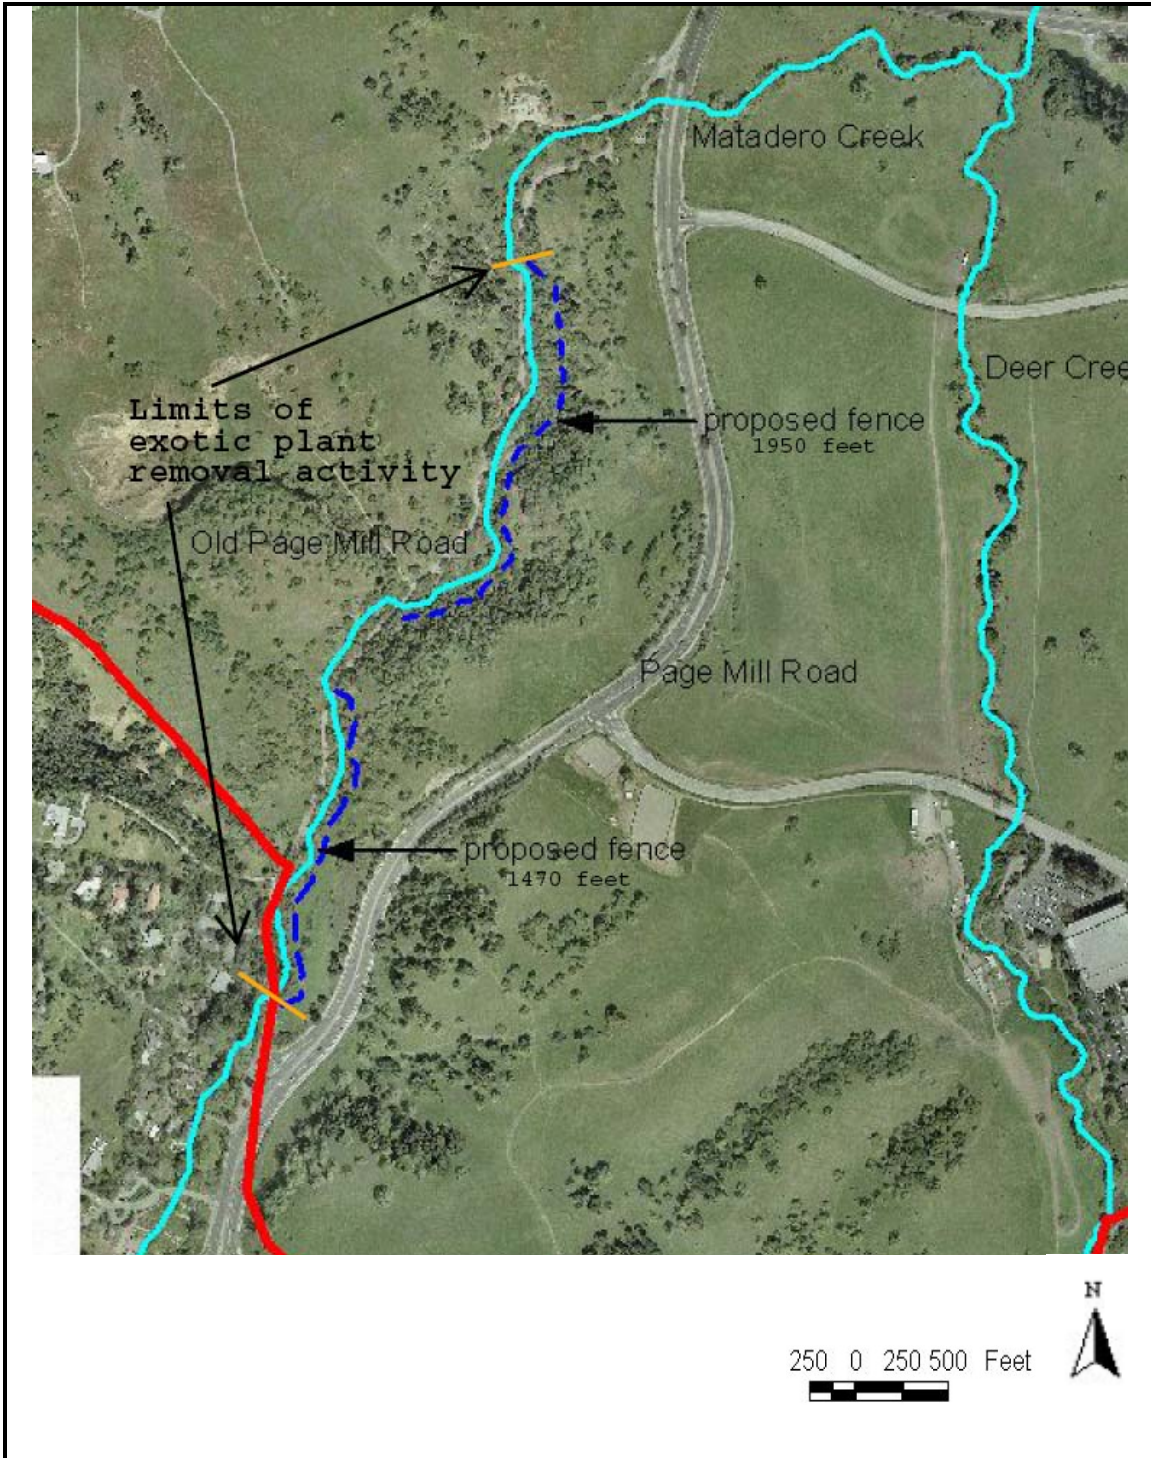 Matadero Creek
Deer Cree
proposed fence
1950 feet
Limits of
exotic plant
removal activity
Old Page Mill Road
Page Mill Road
proposed fence
1470 feet
N
250 0 250 500 Feet